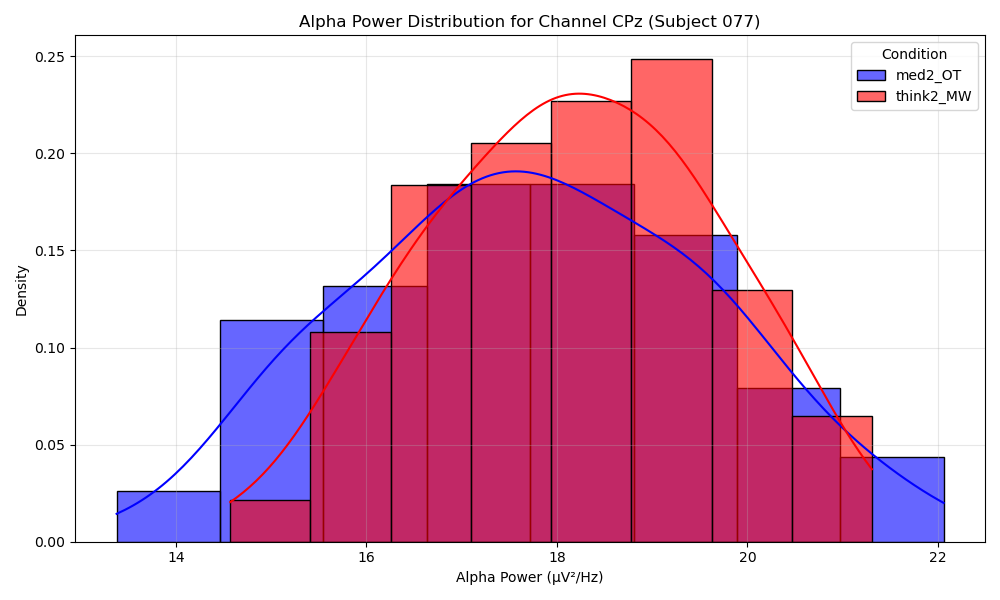 Alpha Power Distribution for Channel CPz (Subject 077)
Condition
med2_OT
think2_MW
0.25
0.20
0.15
0.10
0.05
0.00
Density
14 16 18 20 22
Alpha Power (μV²/Hz)